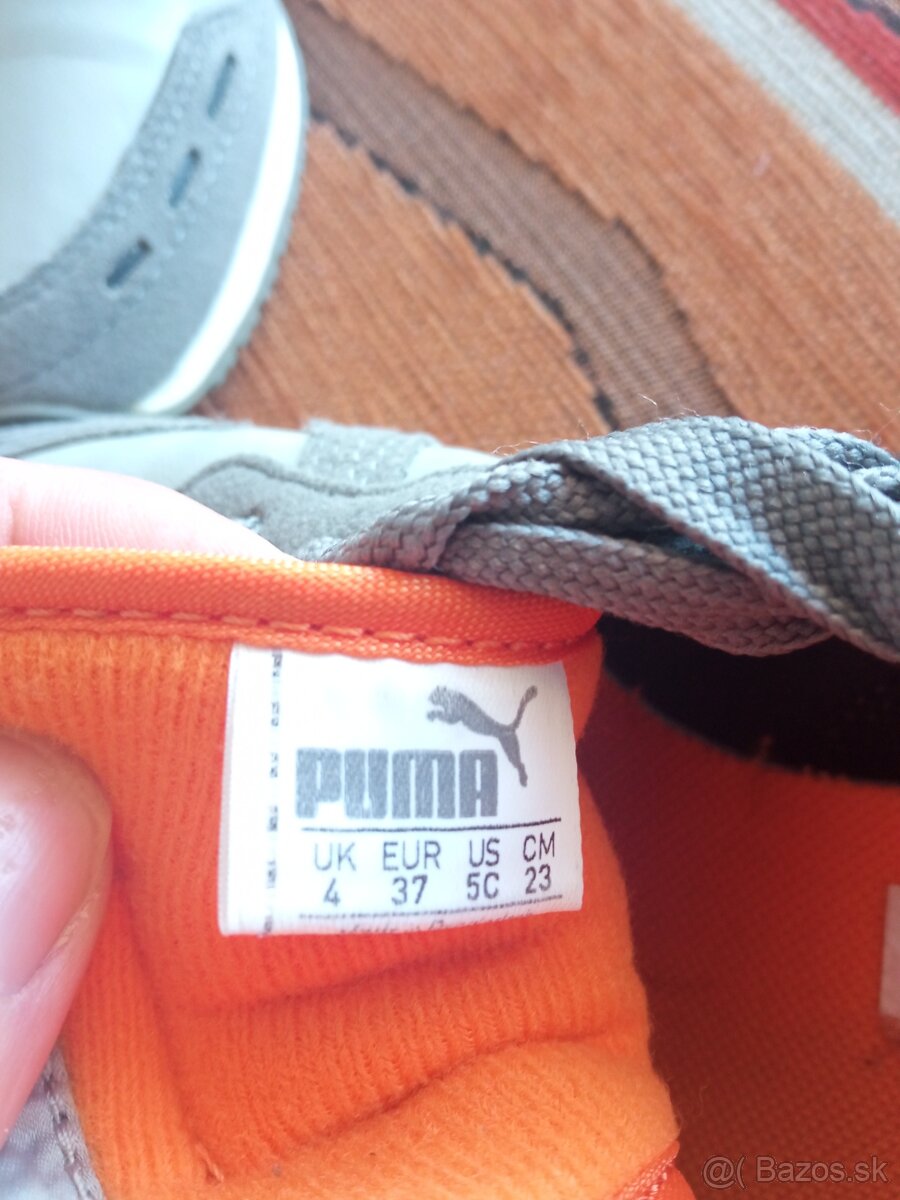 PUMA
UK EUR US CM
4 37 5C 23
@( Bazos.sk